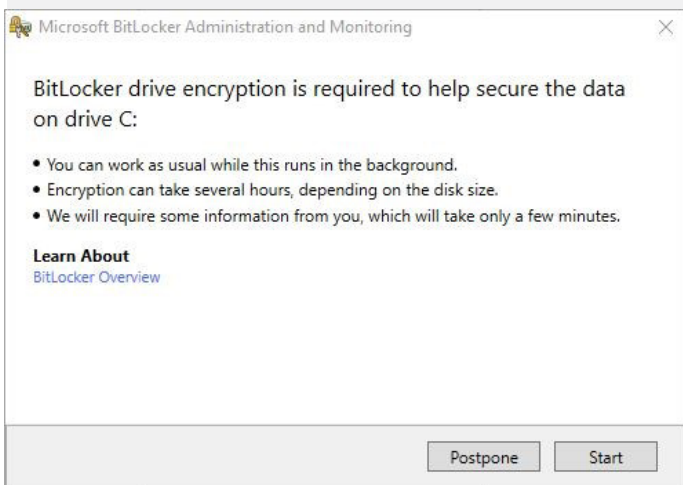 Microsoft BitLocker Administration and Monitoring
BitLocker drive encryption is required to help secure the data
on drive C:
• You can work as usual while this runs in the background.
• Encryption can take several hours, depending on the disk size.
• We will require some information from you, which will take only a few minutes.
Learn About
BitLocker Overview
Postpone
Start